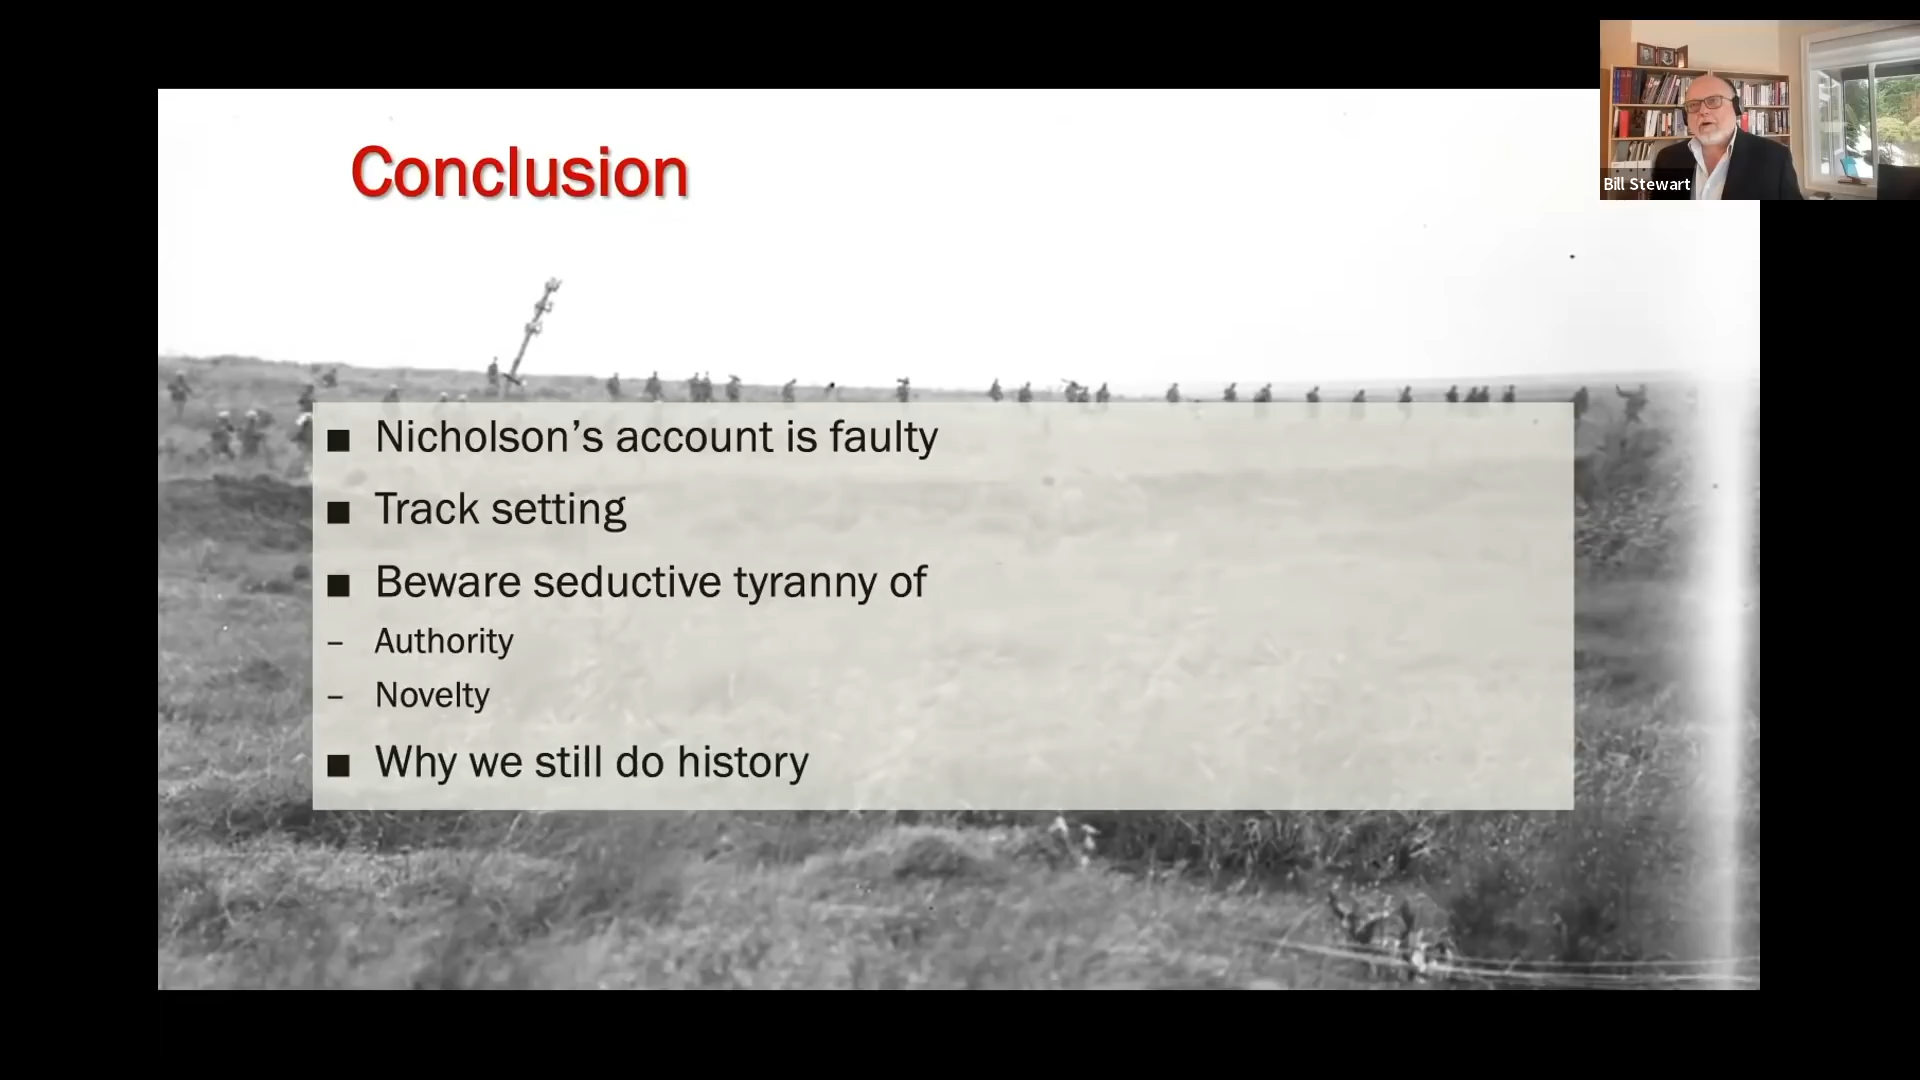 Conclusion
Bill Stewart
■ Nicholson’s account is faulty
■ Track setting
■ Beware seductive tyranny of
– Authority
– Novelty
■ Why we still do history